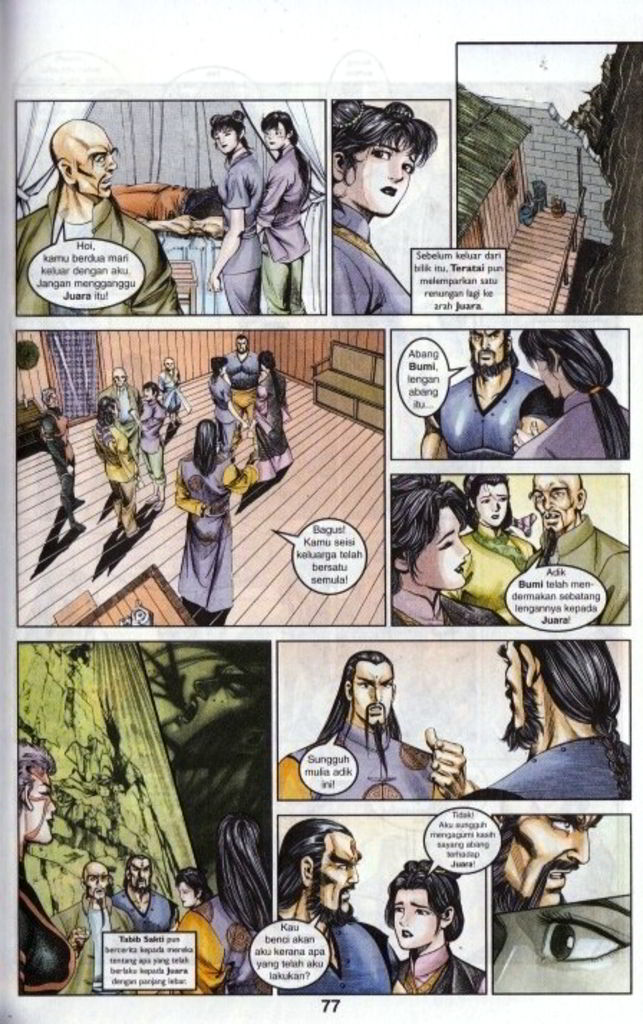 Hoi,
kamu berdua mari
keluar dengan aku.
Jangan mengganggu
Juara itu!
Sebelum keluar dari
bilik itu, Teratai pun
melemparkan satu
renungan lagi ke
arah Juara.
Bagus!
Kamu seisi
keluarga telah
bersatu
semula!
Abang
Bumi,
lengan
abang
itu...
Adik
Bumi telah men-
dermakan sebatang
lengannya kepada
Juara!
Tabib Sakti pun
bercerita kepada mereka
tentang apa yang telah
berlaku kepada Juara
dengan panjang lebar.
Sungguh
mulia adik
ini!
Kau
benci akan
aku kerana apa
yang telah aku
lakukan?
Tidak!
Aku sungguh
mengagumi kasih
sayang abang
terhadap
Juara!
77